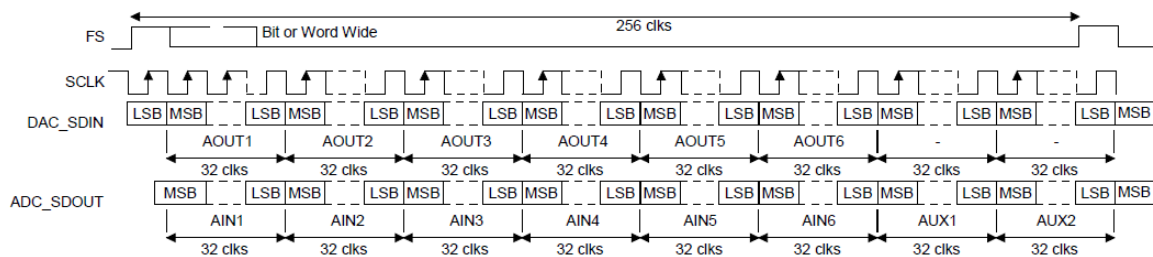 FS Bit or Word Wide 256 clks
SCLK
DAC_SDIN LSB MSB LSB MSB LSB MSB LSB MSB LSB MSB LSB MSB LSB MSB LSB MSB LSB MSB
AOUT1 AOUT2 AOUT3 AOUT4 AOUT5 AOUT6 - -
32 clks 32 clks 32 clks 32 clks 32 clks 32 clks 32 clks 32 clks
ADC_SDOUT MSB LSB MSB LSB MSB LSB MSB LSB MSB LSB MSB LSB MSB LSB MSB LSB MSB
AIN1 AIN2 AIN3 AIN4 AIN5 AIN6 AUX1 AUX2
32 clks 32 clks 32 clks 32 clks 32 clks 32 clks 32 clks 32 clks